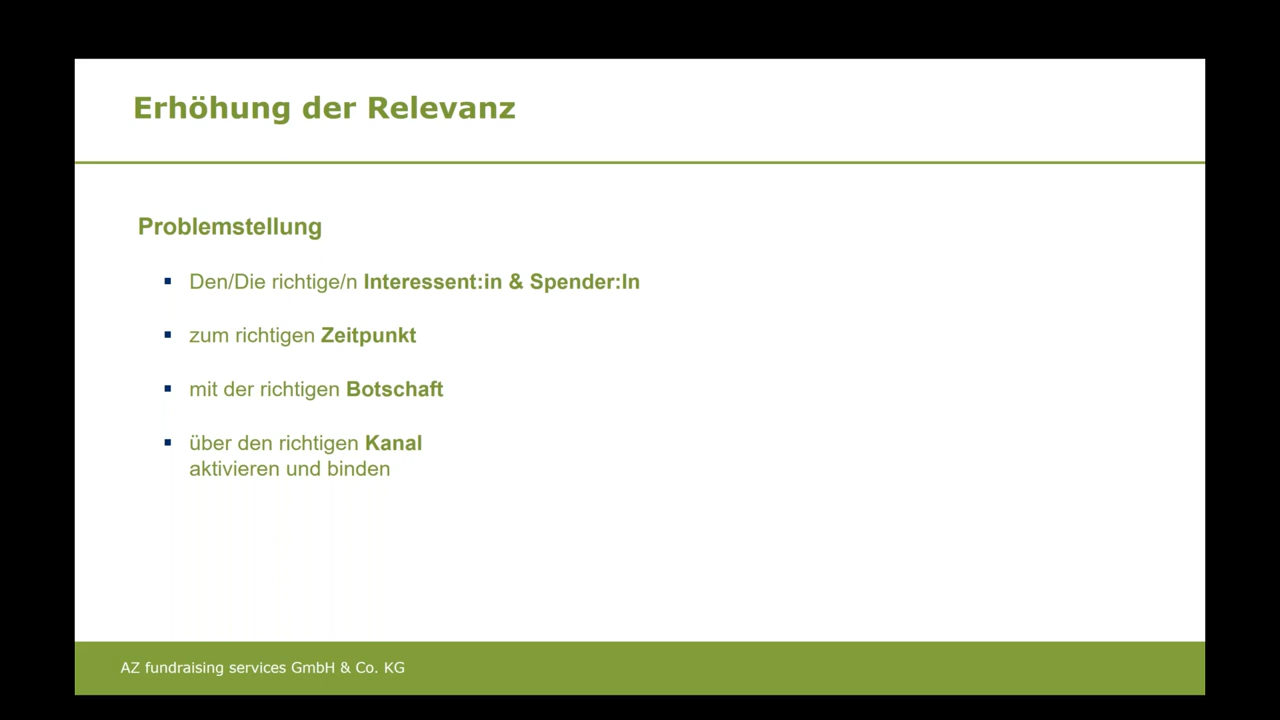 Erhöhung der Relevanz
Problemstellung
Den/Die richtige/n Interessent:in & Spender:In
zum richtigen Zeitpunkt
mit der richtigen Botschaft
über den richtigen Kanal
aktivieren und binden
AZ fundraising services GmbH & Co. KG